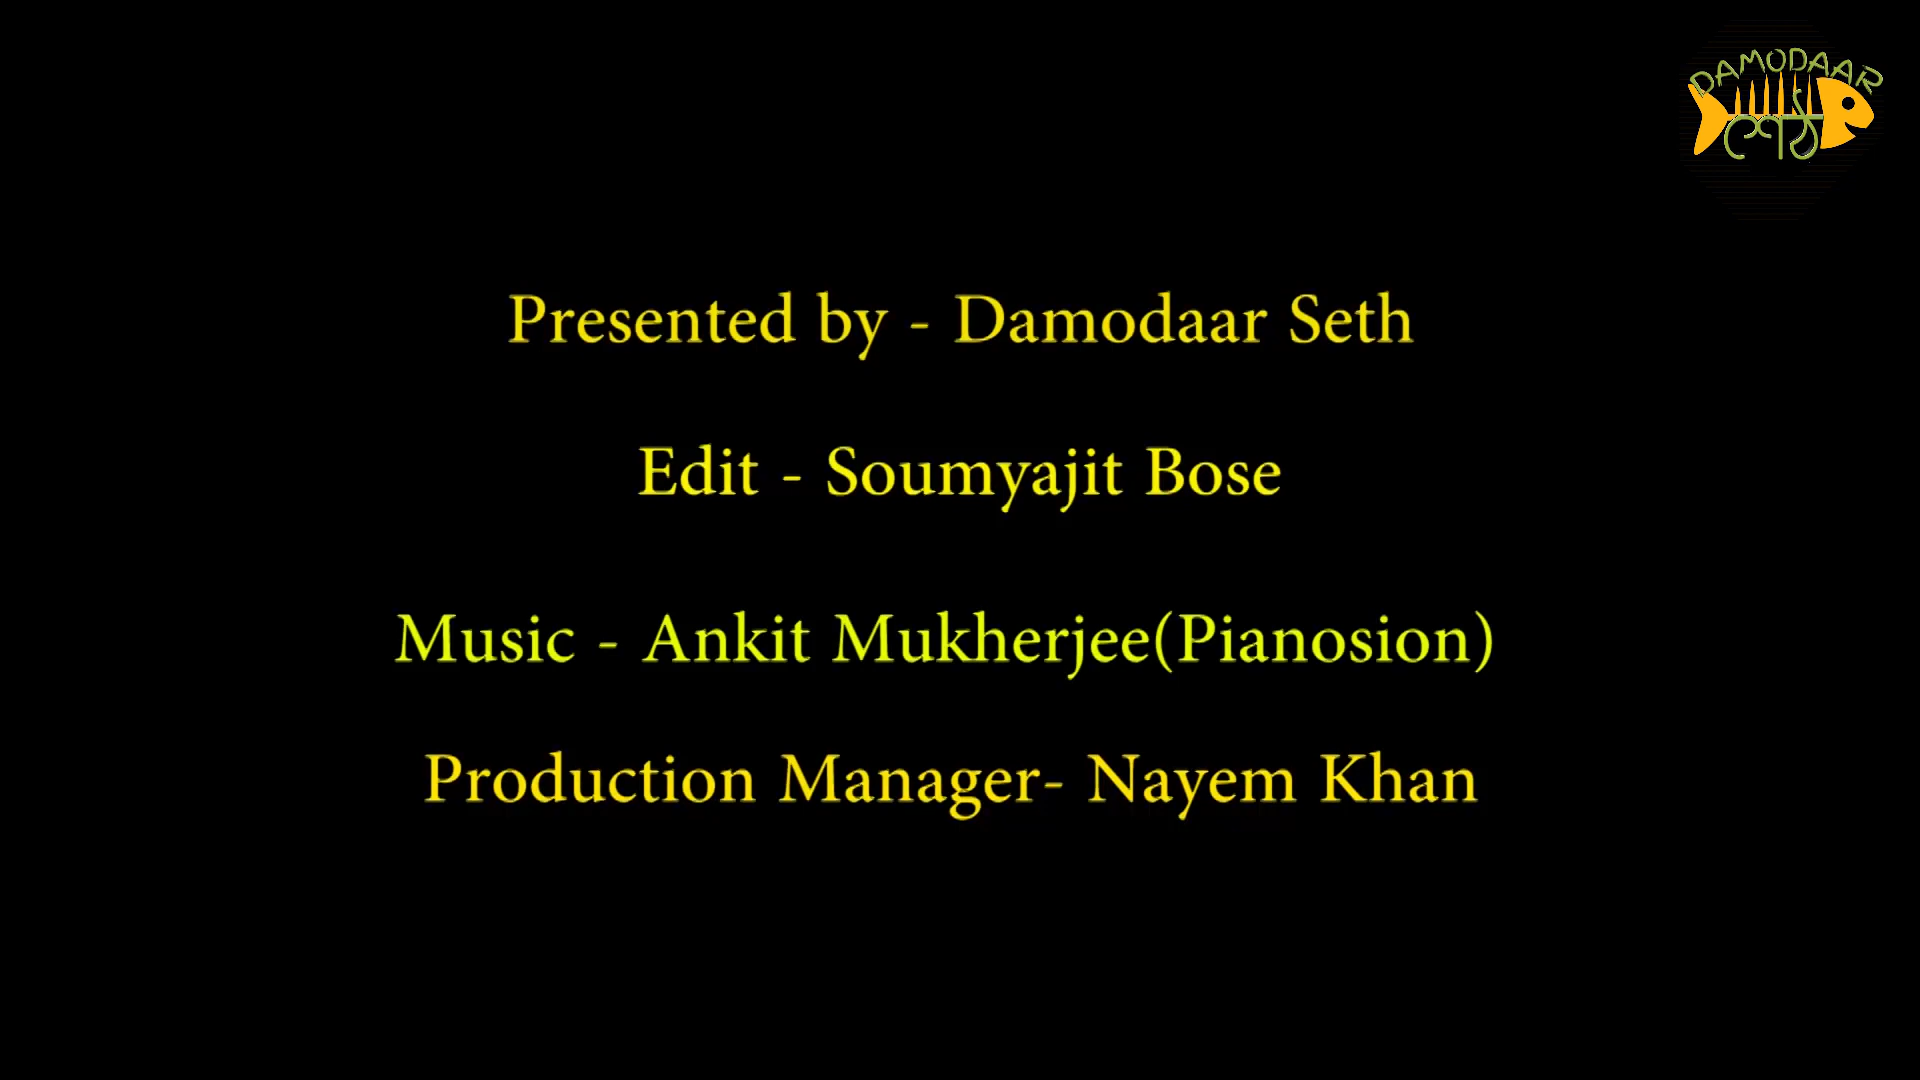 DAMODAAR
শেঠ
Presented by - Damodaar Seth
Edit - Soumyajit Bose
Music - Ankit Mukherjee(Pianosion)
Production Manager- Nayem Khan